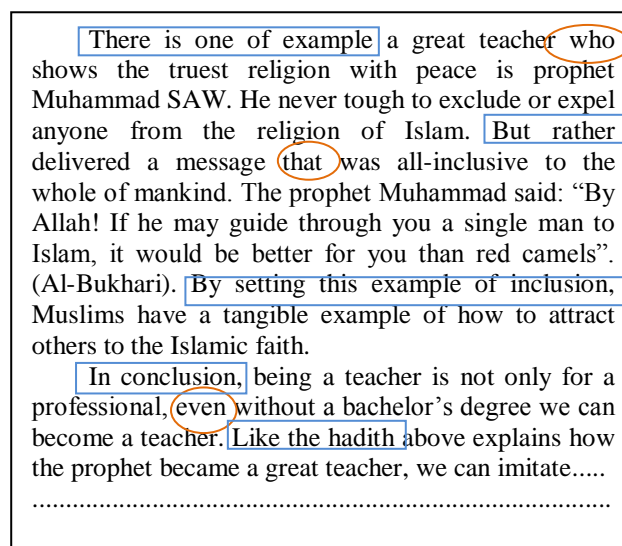 There is one of example a great teacher who
shows the truest religion with peace is prophet
Muhammad SAW. He never tough to exclude or expel
anyone from the religion of Islam. But rather
delivered a message that was all-inclusive to the
whole of mankind. The prophet Muhammad said: “By
Allah! If he may guide through you a single man to
Islam, it would be better for you than red camels”.
(Al-Bukhari). By setting this example of inclusion,
Muslims have a tangible example of how to attract
others to the Islamic faith.
In conclusion, being a teacher is not only for a
professional, even without a bachelor’s degree we can
become a teacher. Like the hadith above explains how
the prophet became a great teacher, we can imitate.....
......................................................................................